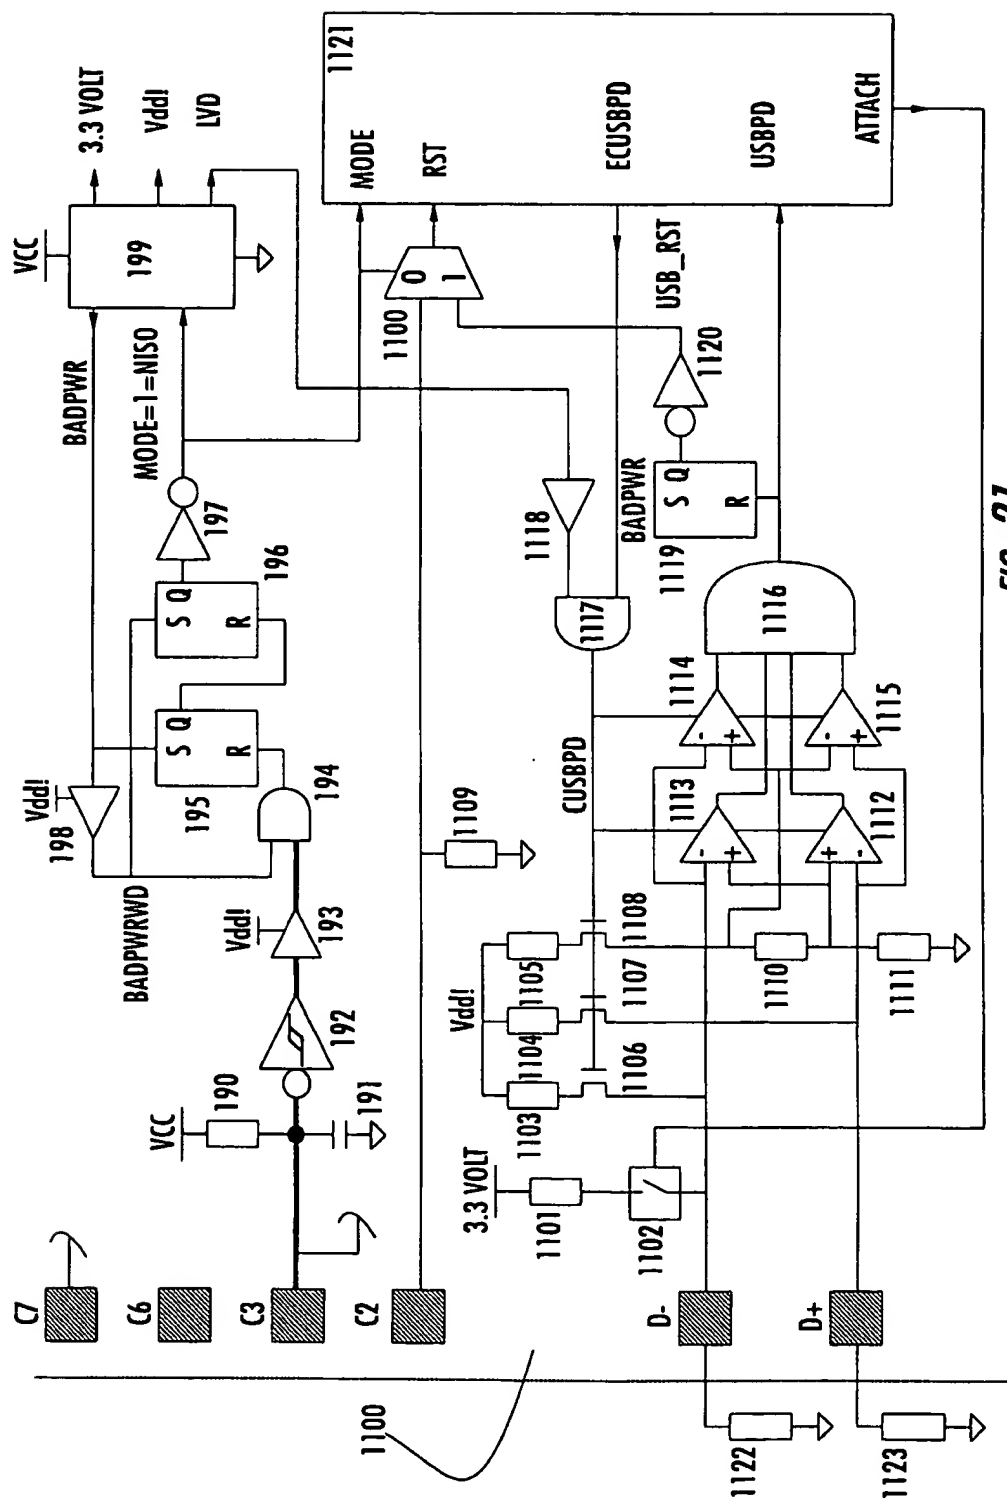 C7
C6
C3
C2
D-
D+
1100
1122
1123
VCC
190
191
192
Vdd!
193
BADPWRWD
Vdd!
198
194
195
S Q
R
196
S Q
R
197
MODE=1=NISO
BADPWR
VCC
199
3.3 VOLT
Vdd!
LVD
1109
1100
0
1
1121
MODE
RST
ECUSBPD
USBPD
ATTACH
USB_RST
1120
BADPWR
S Q
R
1119
1118
1117
CUSBPD
1116
1114
1115
1113
1112
- +
+ -
- +
- +
3.3 VOLT
1101
1102
Vdd!
1103
1104
1105
1106
1107
1108
1110
1111